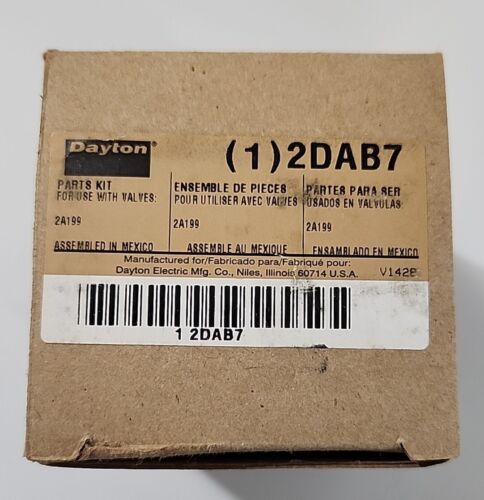 Dayton
(1)2DAB7
PARTS KIT
FOR USE WITH VALVES:
2A199
ASSEMBLED IN MEXICO
ENSEMBLE DE PIECES
POUR UTILISER AVEC VALVES
2A199
ASSEMBLE AU MEXIQUE
PARTES PARA SER
USADOS EN VALVULAS:
2A199
ENSAMBLADO EN MEXICO
Manufactured for/Fabricado para/Fabriqué pour:
Dayton Electric Mfg. Co., Niles, Illinois 60714 U.S.A.
1 2DAB7